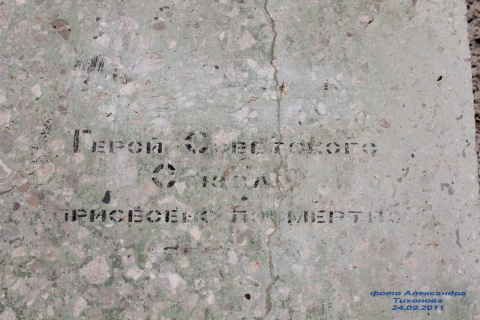 Герой Советского
Союза
присвоено посмертно
фото Александра
Тихонова
24.09.2011